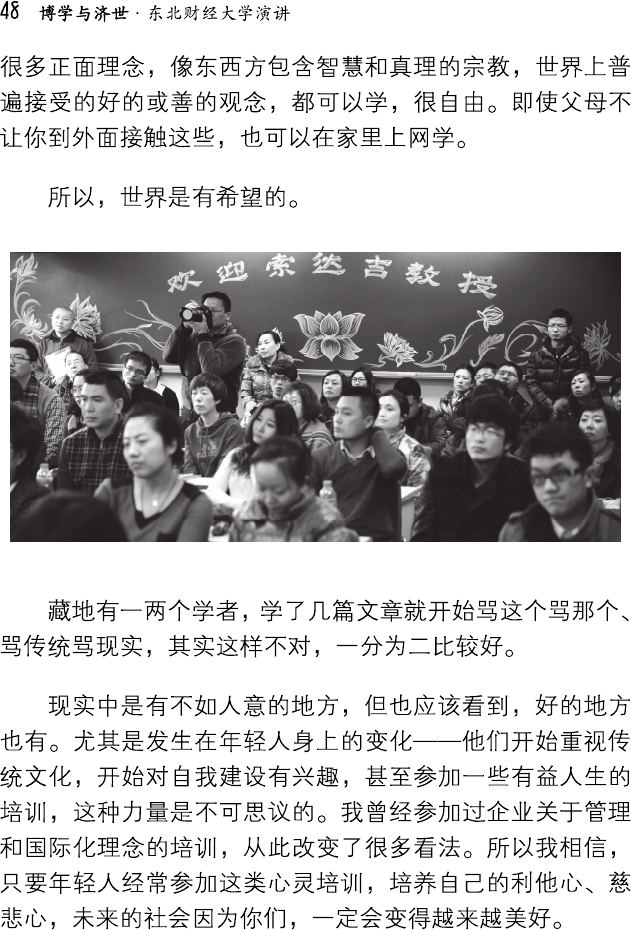 48 博学与济世·东北财经大学演讲
很多正面理念，像东西方包含智慧和真理的宗教，世界上普
遍接受的好的或善的观念，都可以学，很自由。即使父母不
让你到外面接触这些，也可以在家里上网学。
所以，世界是有希望的。
欢迎索达吉教授
藏地有一两个学者，学了几篇文章就开始骂这个骂那个、
骂传统骂现实，其实这样不对，一分为二比较好。
现实中是有不如人意的地方，但也应该看到，好的地方
也有。尤其是发生在年轻人身上的变化——他们开始重视传
统文化，开始对自我建设有兴趣，甚至参加一些有益人生的
培训，这种力量是不可思议的。我曾经参加过企业关于管理
和国际化理念的培训，从此改变了很多看法。所以我相信，
只要年轻人经常参加这类心灵培训，培养自己的利他心、慈
悲心，未来的社会因为你们，一定会变得越来越美好。